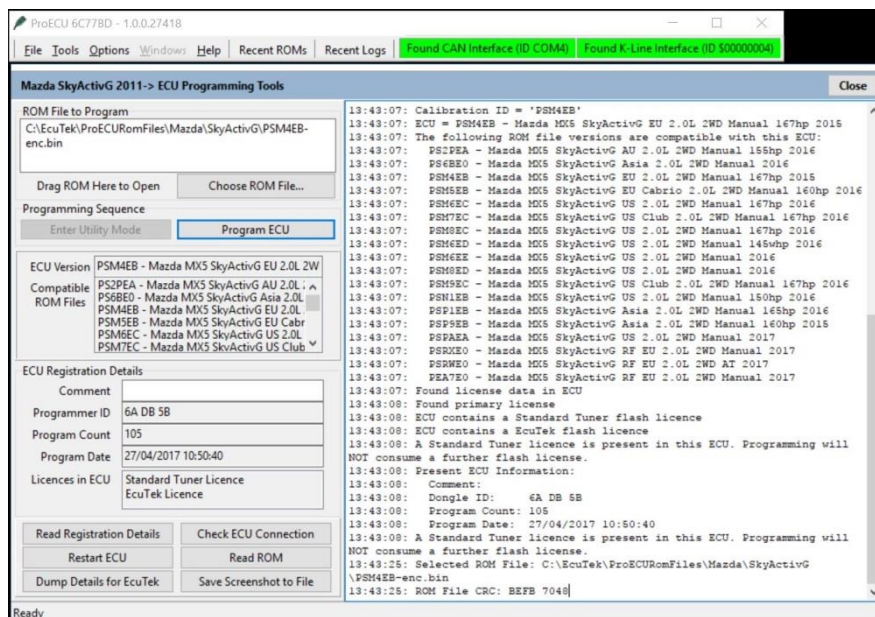 ProECU 6C77BD - 1.0.0.27418
File Tools Options Windows Help Recent ROMs Recent Logs Found CAN Interface (ID COM4) Found K-Line Interface (ID $00000004)
Mazda SkyActivG 2011-> ECU Programming Tools
Close
ROM File to Program
C:\EcuTek\ProECURomFiles\Mazda\SkyActivG\PSM4EB-
enc.bin
Drag ROM Here to Open
Choose ROM File...
Programming Sequence
Enter Utility Mode
Program ECU
ECU Version
PSM4EB - Mazda MX5 SkyActivG EU 2.0L 2W
Compatible
ROM Files
PS2PEA - Mazda MX5 SkyActivG AU 2.0L
PS6BE0 - Mazda MX5 SkyActivG Asia 2.0L
PSM4EB - Mazda MX5 SkyActivG EU 2.0L
PSM5EB - Mazda MX5 SkyActivG EU Cabr
PSM6EC - Mazda MX5 SkyActivG US 2.0L
PSM7EC - Mazda MX5 SkyActivG US Club
ECU Registration Details
Comment
Programmer ID
6A DB 5B
Program Count
105
Program Date
27/04/2017 10:50:40
Licences in ECU
Standard Tuner Licence
EcuTek Licence
Read Registration Details
Check ECU Connection
Restart ECU
Read ROM
Dump Details for EcuTek
Save Screenshot to File
13:43:07: Calibration ID = 'PSM4EB'
13:43:07: ECU = PSM4EB - Mazda MX5 SkyActivG EU 2.0L 2WD Manual 167hp 2015
13:43:07: The following ROM file versions are compatible with this ECU:
13:43:07: PS2PEA - Mazda MX5 SkyActivG AU 2.0L 2WD Manual 155hp 2016
13:43:07: PS6BE0 - Mazda MX5 SkyActivG Asia 2.0L 2WD Manual 2016
13:43:07: PSM4EB - Mazda MX5 SkyActivG EU 2.0L 2WD Manual 167hp 2015
13:43:07: PSM5EB - Mazda MX5 SkyActivG EU Cabrio 2.0L 2WD Manual 160hp 2016
13:43:07: PSM6EC - Mazda MX5 SkyActivG US 2.0L 2WD Manual 167hp 2016
13:43:07: PSM7EC - Mazda MX5 SkyActivG US Club 2.0L 2WD Manual 167hp 2016
13:43:07: PSM8EC - Mazda MX5 SkyActivG US 2.0L 2WD Manual 167hp 2016
13:43:07: PSM6ED - Mazda MX5 SkyActivG US 2.0L 2WD Manual 145whp 2016
13:43:07: PSM6EE - Mazda MX5 SkyActivG US 2.0L 2WD Manual 2016
13:43:07: PSM8ED - Mazda MX5 SkyActivG US 2.0L 2WD Manual 2016
13:43:07: PSM9EC - Mazda MX5 SkyActivG US Club 2.0L 2WD Manual 167hp 2016
13:43:07: PSN1EB - Mazda MX5 SkyActivG US 2.0L 2WD Manual 150hp 2016
13:43:07: PSP1EB - Mazda MX5 SkyActivG Asia 2.0L 2WD Manual 165hp 2016
13:43:07: PSP9EB - Mazda MX5 SkyActivG Asia 2.0L 2WD Manual 160hp 2015
13:43:07: PSPAEA - Mazda MX5 SkyActivG US 2.0L 2WD Manual 2017
13:43:07: PSRXE0 - Mazda MX5 SkyActivG RF EU 2.0L 2WD Manual 2017
13:43:07: PSRWE0 - Mazda MX5 SkyActivG RF EU 2.0L 2WD AT 2017
13:43:07: PEA7E0 - Mazda MX5 SkyActivG RF EU 2.0L 2WD Manual 2017
13:43:07: Found license data in ECU
13:43:08: Found primary license
13:43:08: ECU contains a Standard Tuner flash licence
13:43:08: ECU contains a EcuTek flash licence
13:43:08: A Standard Tuner licence is present in this ECU. Programming will
NOT consume a further flash license.
13:43:08: Present ECU Information:
13:43:08: Comment:
13:43:08: Dongle ID: 6A DB 5B
13:43:08: Program Count: 105
13:43:08: Program Date: 27/04/2017 10:50:40
13:43:08: A Standard Tuner licence is present in this ECU. Programming will
NOT consume a further flash license.
13:43:25: Selected ROM File: C:\EcuTek\ProECURomFiles\Mazda\SkyActivG
\PSM4EB-enc.bin
13:43:25: ROM File CRC: BEFB 7048
Ready